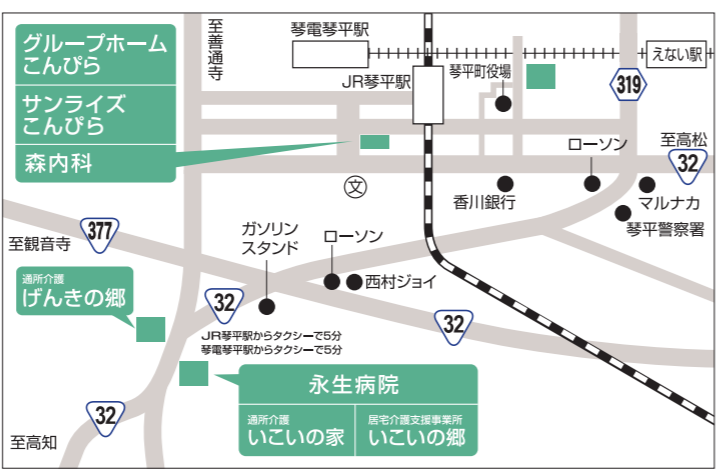 グループホーム
こんぴら
サンライズ
こんぴら
森内科
至善通寺
琴電琴平駅
JR琴平駅
琴平町役場
えない駅
319
至高松
32
ローソン
香川銀行
マルナカ
琴平警察署
文
377
至観音寺
ガソリン
スタンド
ローソン
西村ジョイ
通所介護
げんきの郷
32
JR琴平駅からタクシーで5分
琴電琴平駅からタクシーで5分
32
永生病院
通所介護
いこいの家
居宅介護支援事業所
いこいの郷
32
至高知